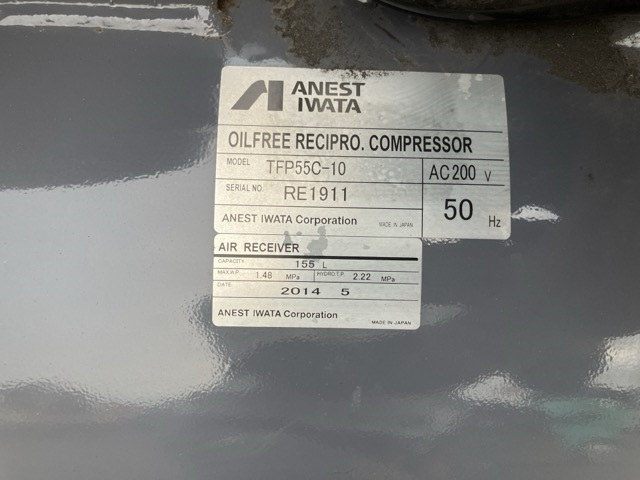 ANEST
IWATA
OILFREE RECIPRO. COMPRESSOR
MODEL TFP55C-10 AC200 V
SERIAL NO. RE1911 50 Hz
ANEST IWATA Corporation MADE IN JAPAN
AIR RECEIVER
CAPACITY 155 L
MAX.W.P. 1.48 MPa HYDRO T.P. 2.22 MPa
DATE 2014 5
ANEST IWATA Corporation MADE IN JAPAN